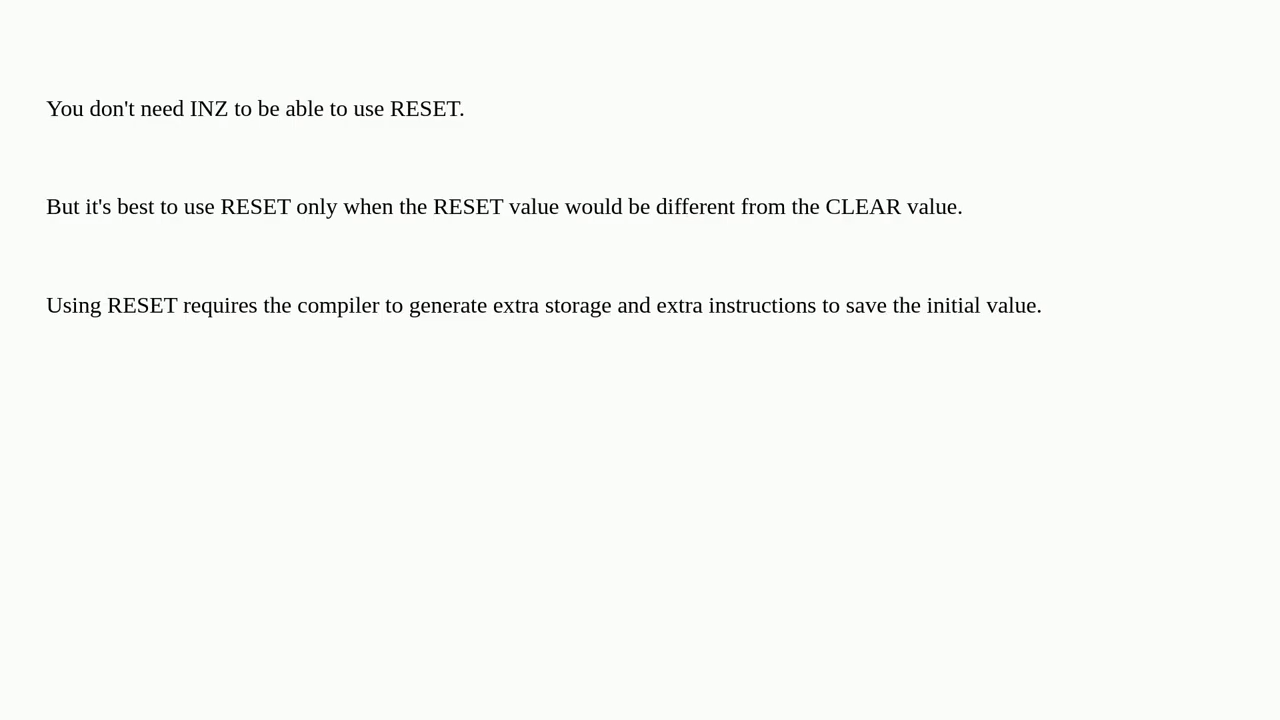 You don't need INZ to be able to use RESET.
But it's best to use RESET only when the RESET value would be different from the CLEAR value.
Using RESET requires the compiler to generate extra storage and extra instructions to save the initial value.